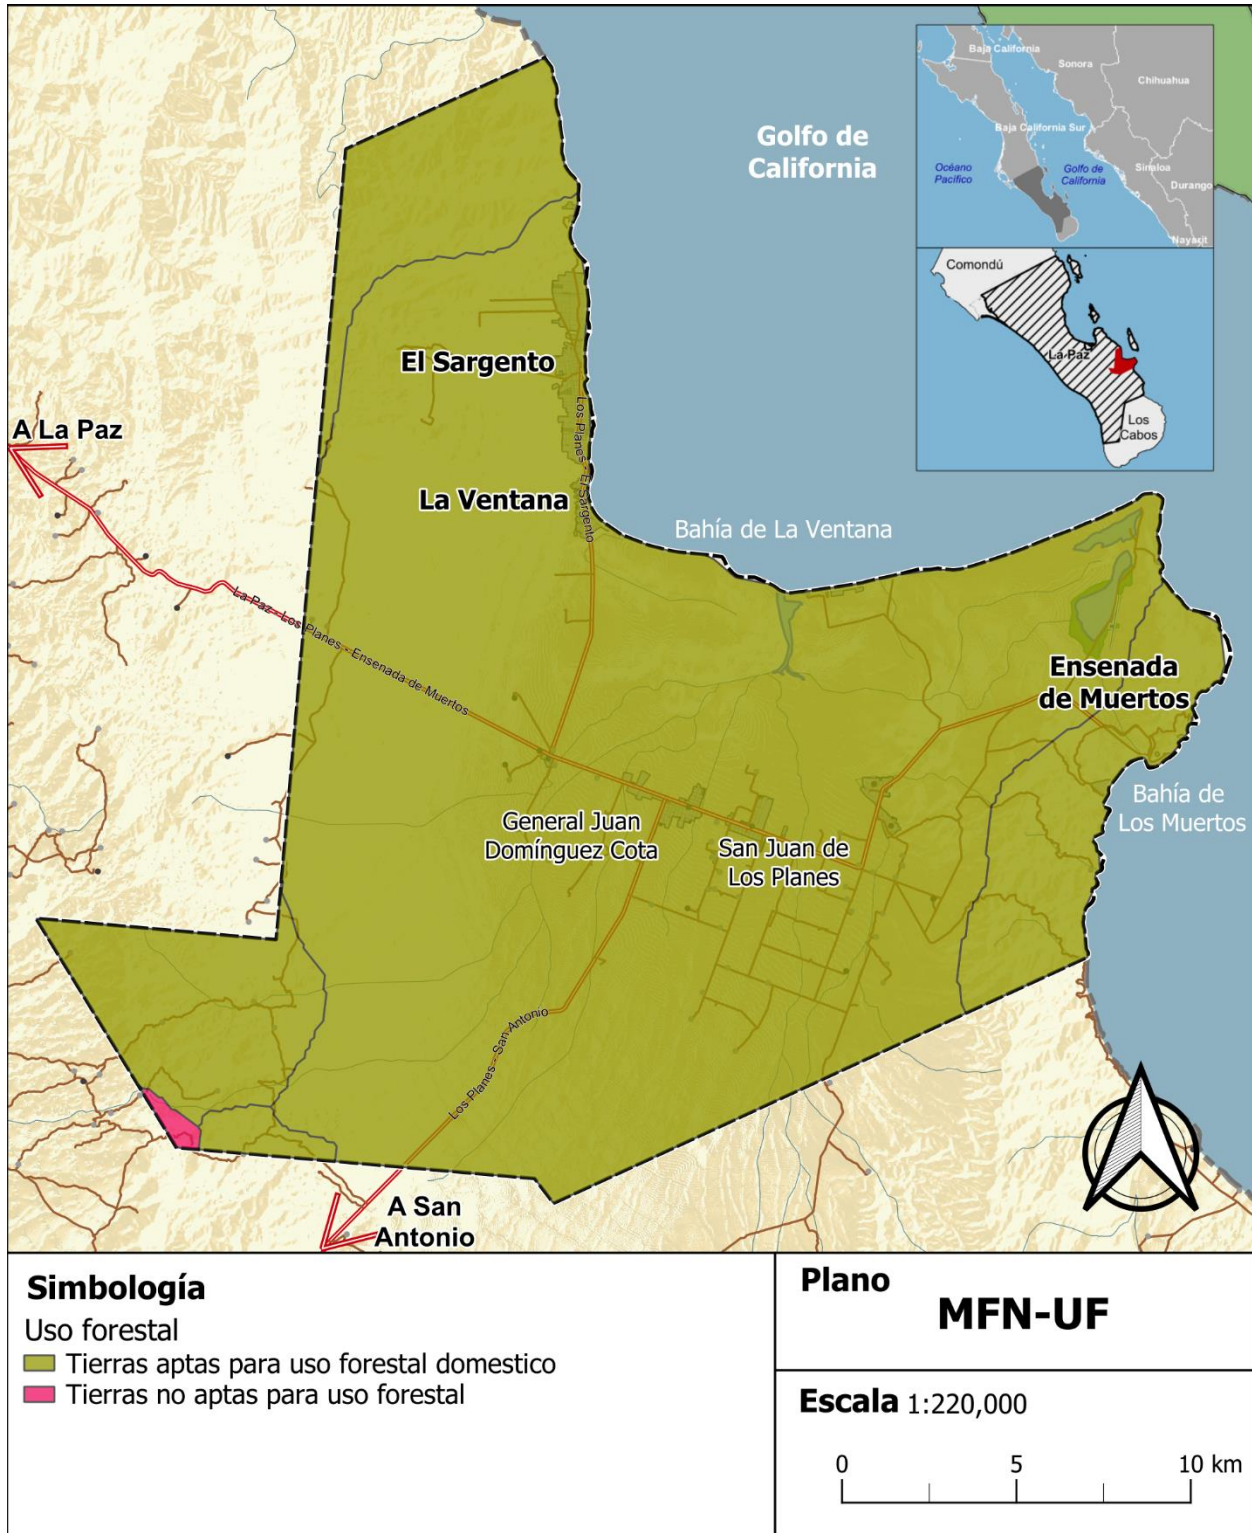 Golfo de
California
Baja California
Sonora
Chihuahua
Baja California Sur
Océano
Pacífico
Golfo de
California
Sinaloa
Durango
Nayarit
Comondú
La Paz
Los
Cabos
El Sargento
A La Paz
Los Planes - El Sargento
La Ventana
Bahía de La Ventana
La Paz - Los Planes - Ensenada de Muertos
Ensenada
de Muertos
Bahía de
Los Muertos
General Juan
Domínguez Cota
San Juan de
Los Planes
Los Planes - San Antonio
A San
Antonio
Simbología
Uso forestal
Tierras aptas para uso forestal domestico
Tierras no aptas para uso forestal
Plano
MFN-UF
Escala 1:220,000
0 5 10 km